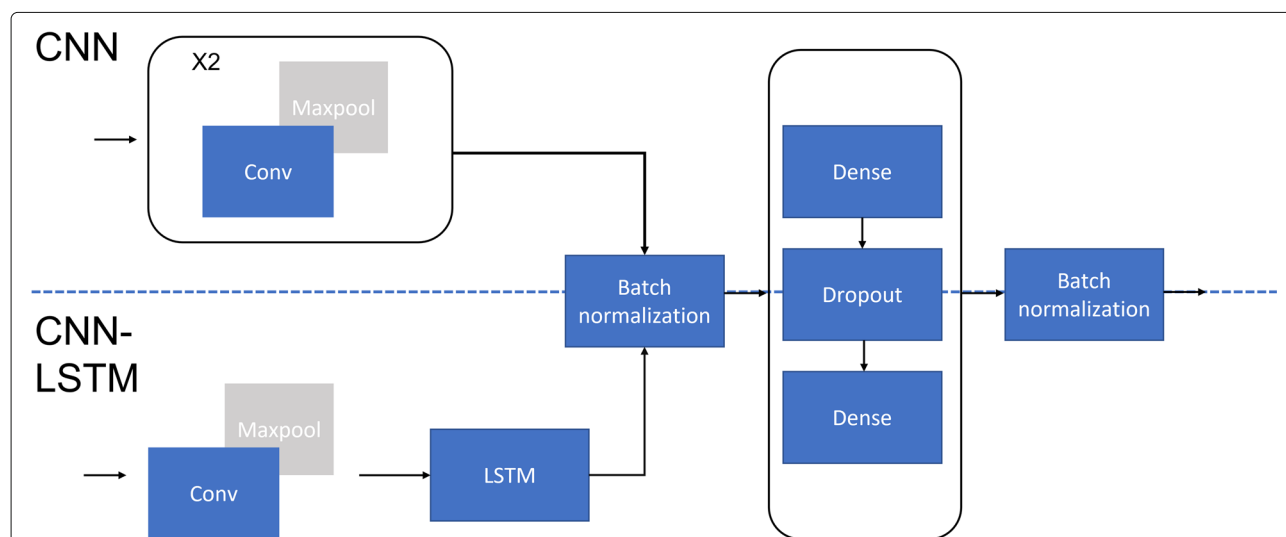 CNN
X2
Maxpool
Conv
Batch
normalization
Dense
Dropout
Dense
Batch
normalization
CNN-
LSTM
Maxpool
Conv
LSTM